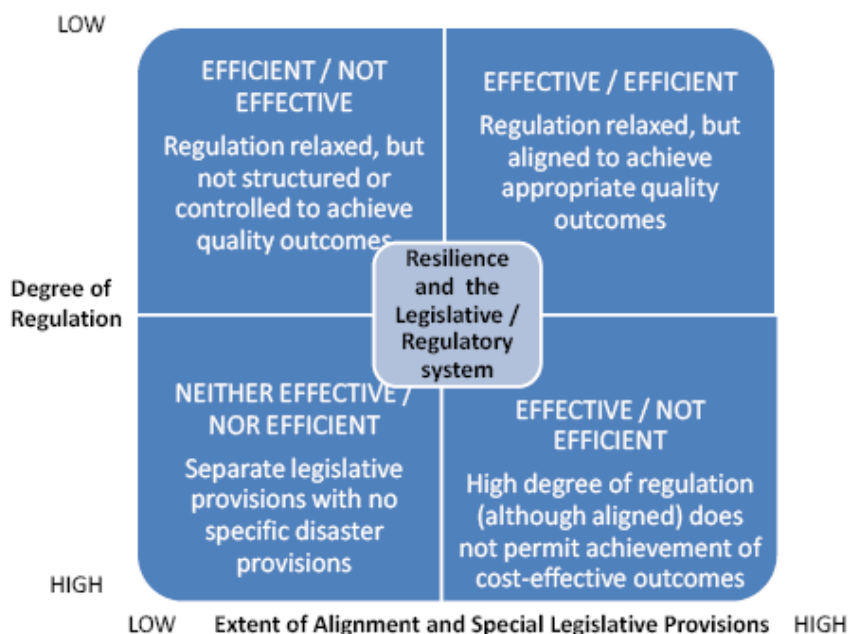 LOW
EFFICIENT / NOT
EFFECTIVE
Regulation relaxed, but
not structured or
controlled to achieve
quality outcomes
EFFECTIVE / EFFICIENT
Regulation relaxed, but
aligned to achieve
appropriate quality
outcomes
Degree of
Regulation
Resilience
and the
Legislative /
Regulatory
system
NEITHER EFFECTIVE /
NOR EFFICIENT
Separate legislative
provisions with no
specific disaster
provisions
EFFECTIVE / NOT
EFFICIENT
High degree of regulation
(although aligned) does
not permit achievement of
cost-effective outcomes
HIGH
LOW Extent of Alignment and Special Legislative Provisions HIGH